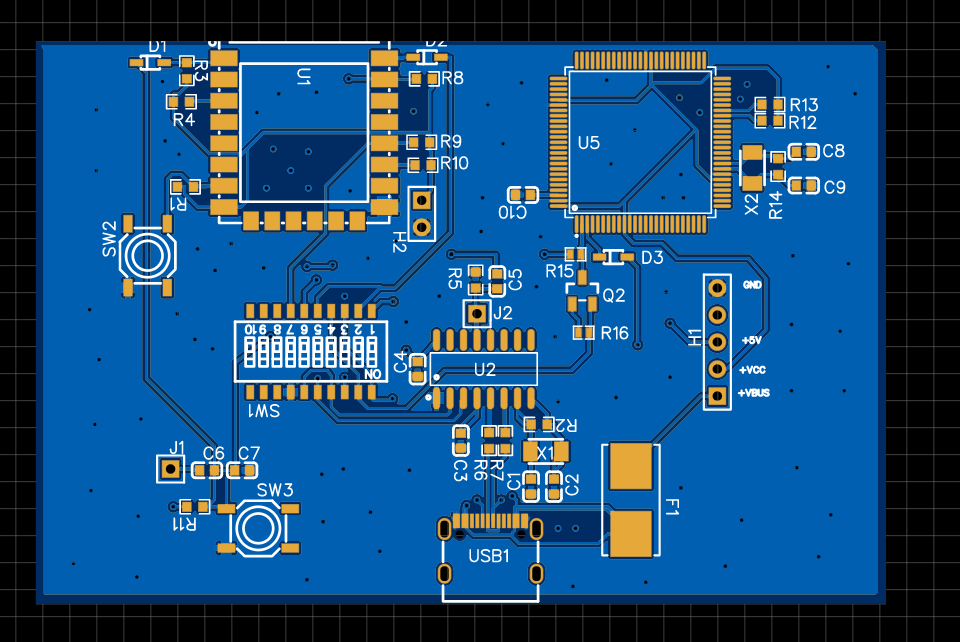 D1
D2
R3
U1
R8
R4
R13
R12
U5
R9
R10
C8
R1
C9
X2
R14
C10
SW2
H2
R15
D3
R5
C5
GND
Q2
J2
R16
H1
+5V
10 9 8 7 6 5 4 3 2 1
ON
C4
U2
+VCC
+VBUS
SW1
R2
J1
C6
C7
C3
R6
R7
X1
SW3
C1
C2
R11
F1
USB1